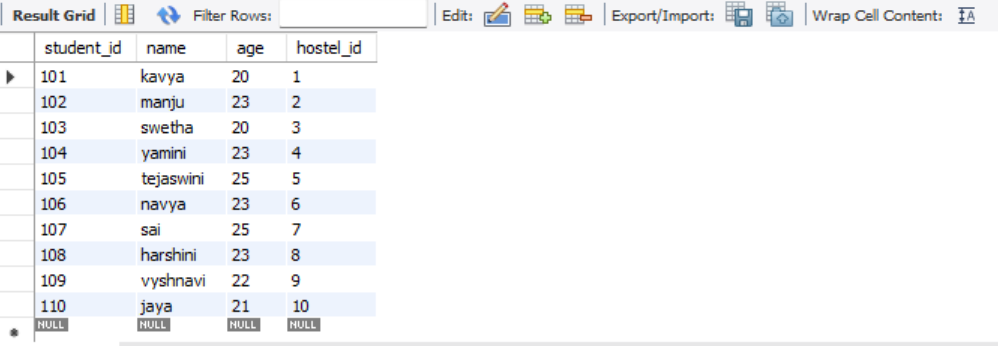 Result Grid Filter Rows: Edit: Export/Import: Wrap Cell Content: IA
student_id name age hostel_id
101 kavya 20 1
102 manju 23 2
103 swetha 20 3
104 yamini 23 4
105 tejaswini 25 5
106 navya 23 6
107 sai 25 7
108 harshini 23 8
109 vyshnavi 22 9
110 jaya 21 10
NULL NULL NULL NULL